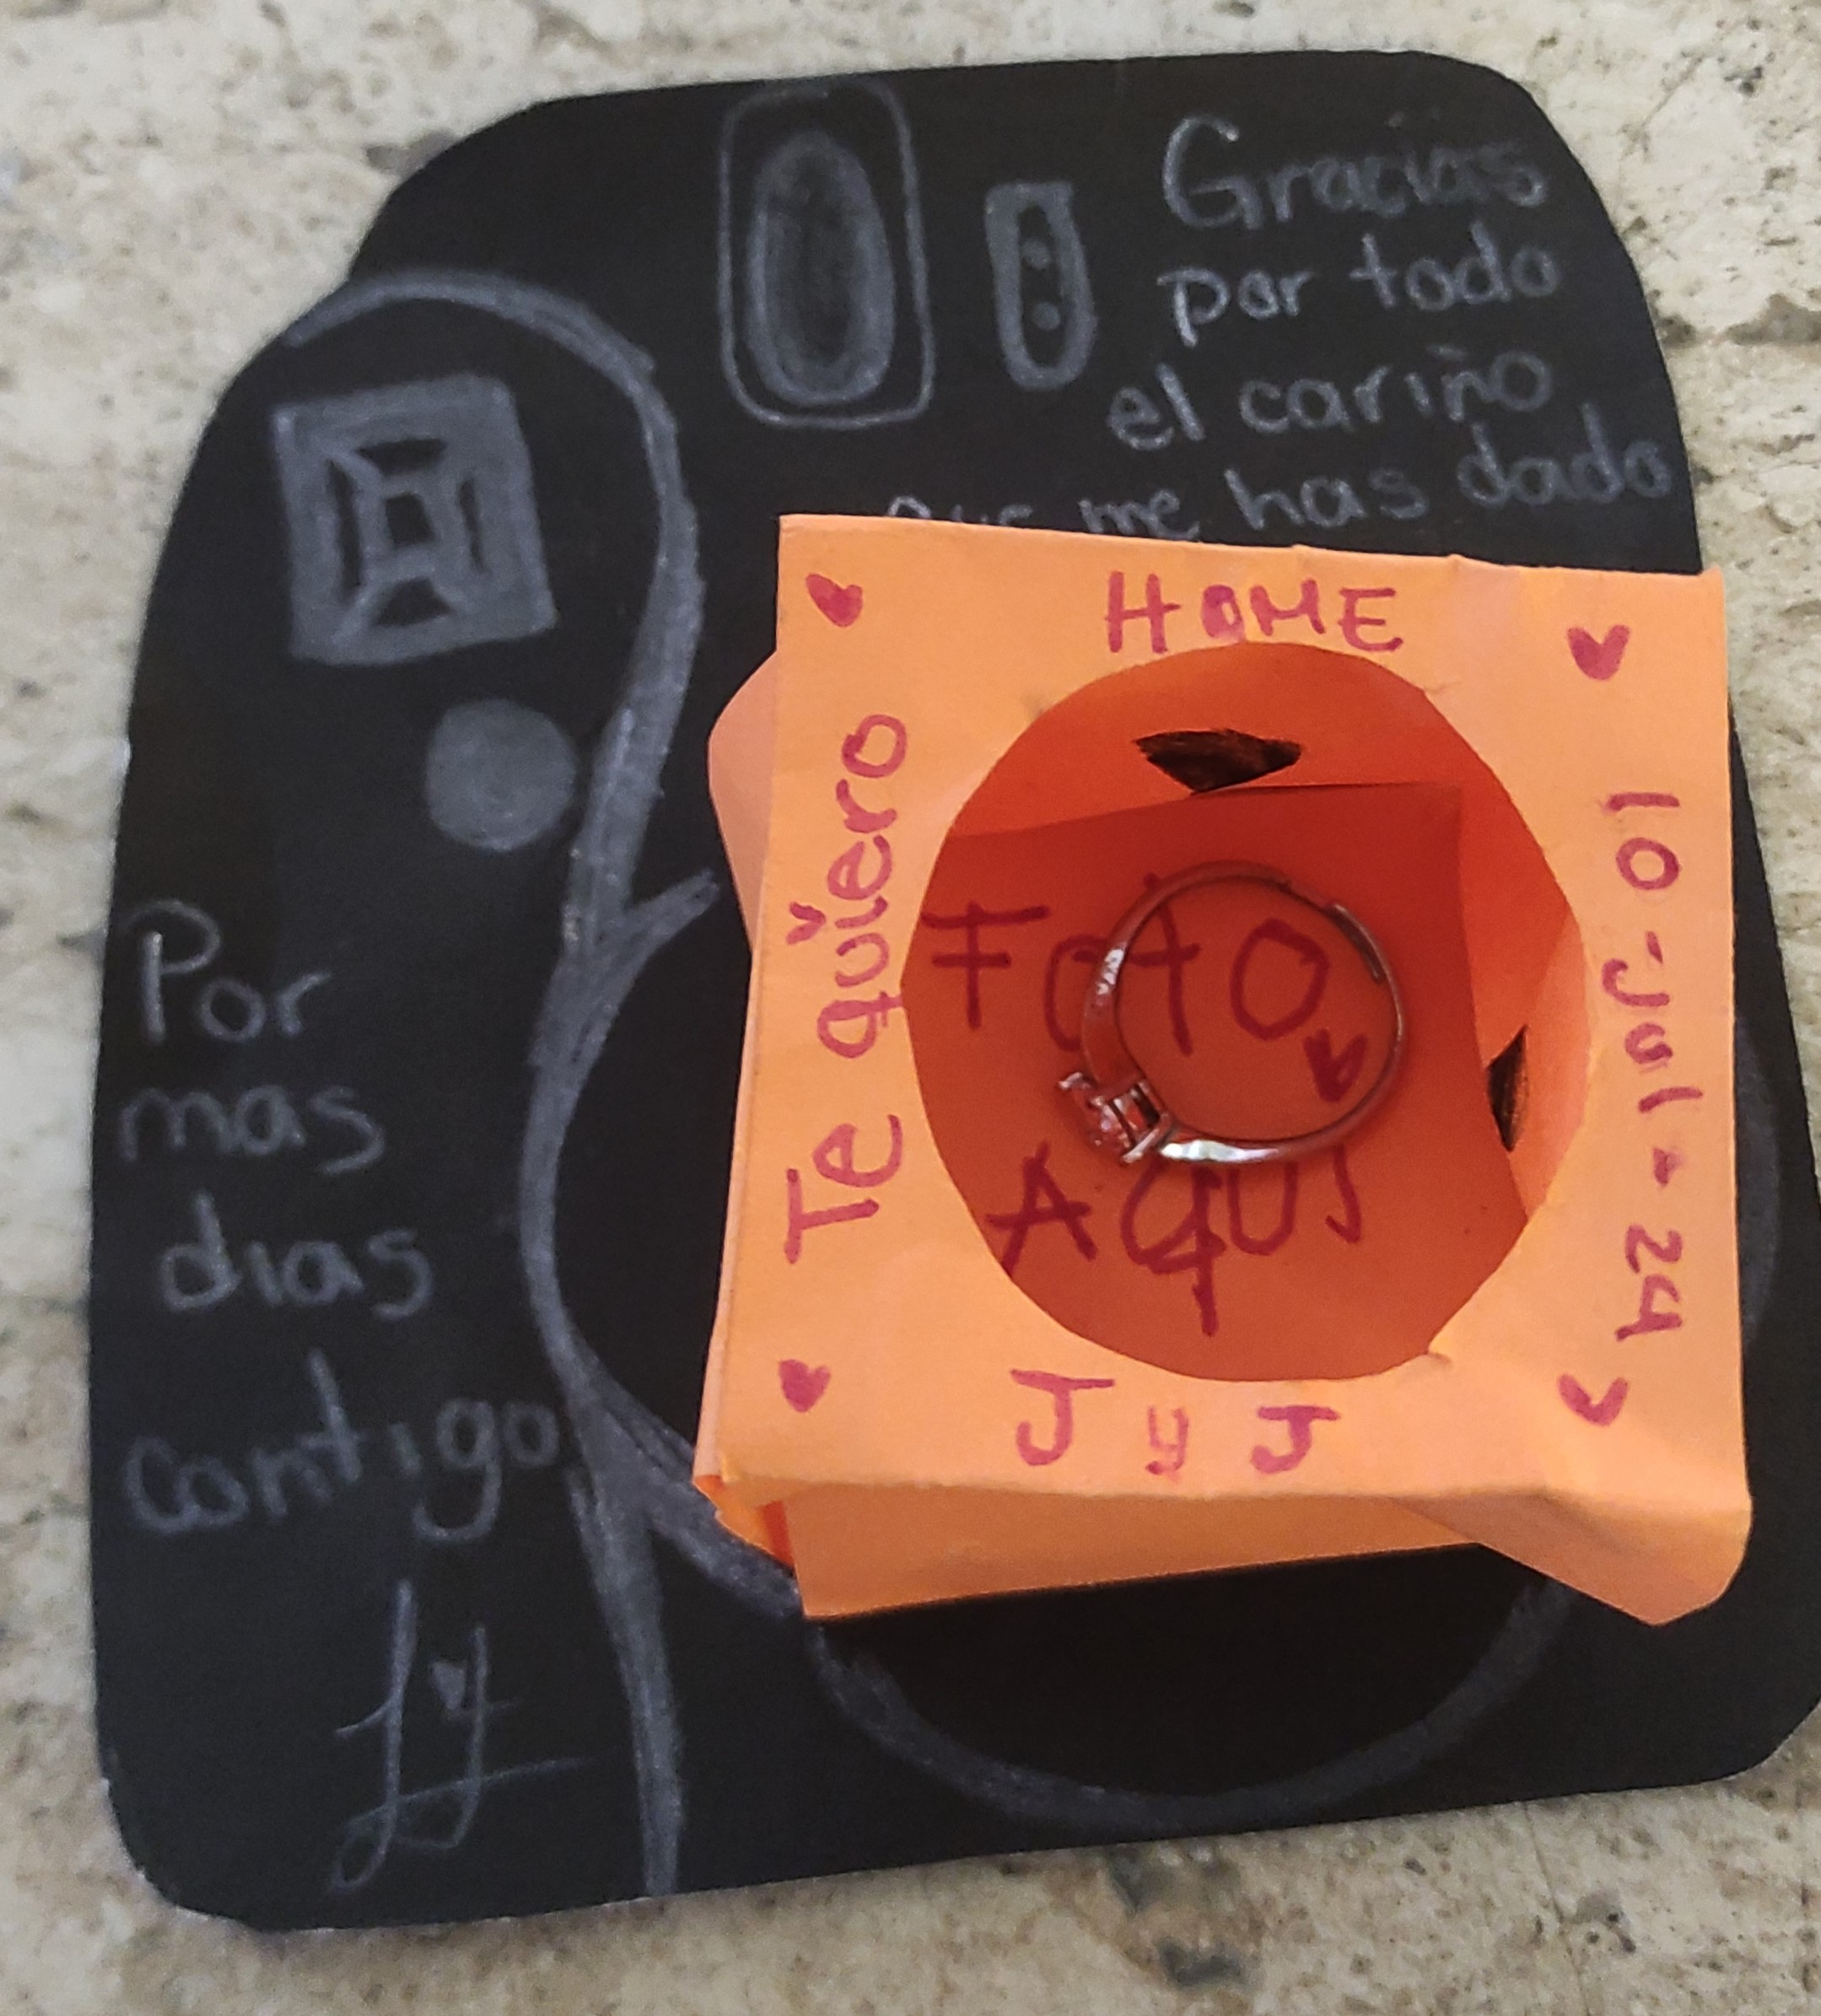 Gracias
por todo
el cariño
que me has dado
Por
mas
dias
contigo
HOME
Te quiero
10-Jul-24
FOTO
AQUI
J y J